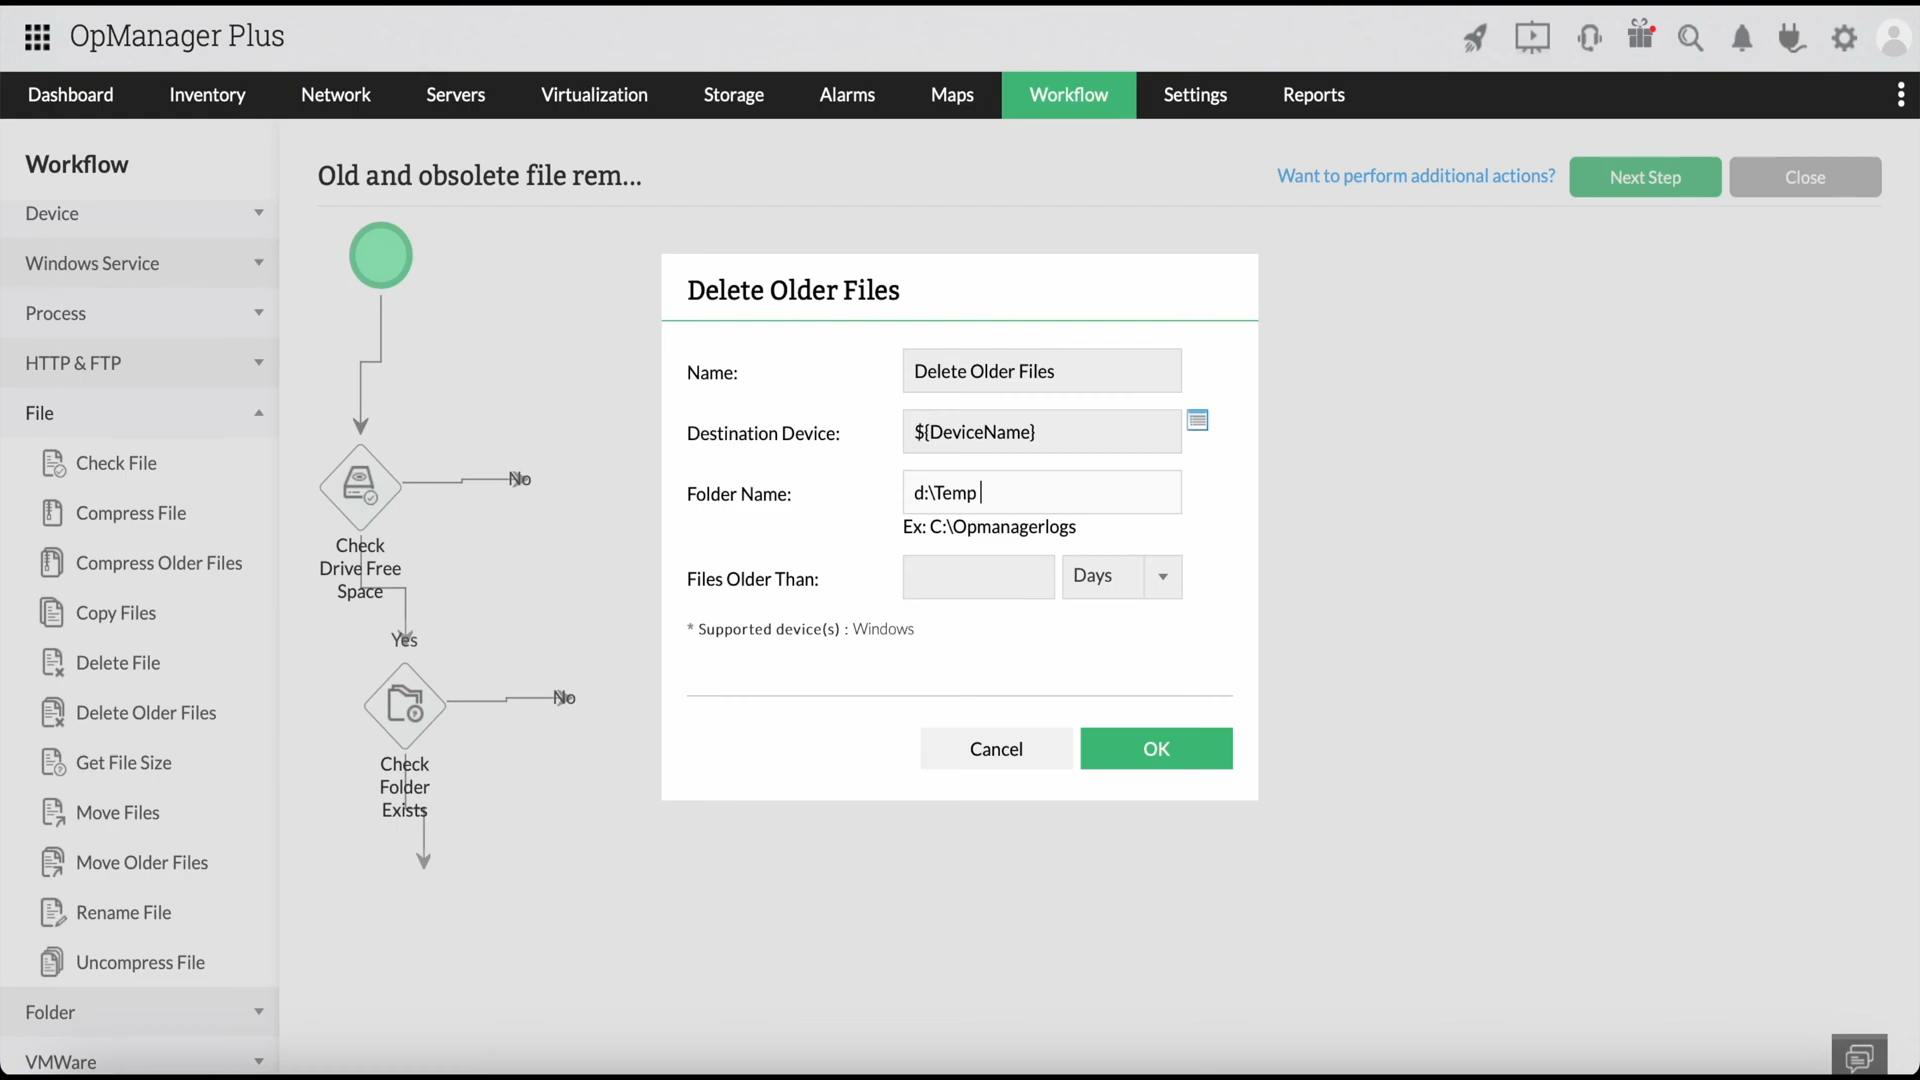 OpManager Plus
Dashboard Inventory Network Servers Virtualization Storage Alarms Maps Workflow Settings Reports
Workflow
Device
Windows Service
Process
HTTP & FTP
File
Check File
Compress File
Compress Older Files
Copy Files
Delete File
Delete Older Files
Get File Size
Move Files
Move Older Files
Rename File
Uncompress File
Folder
VMWare
Old and obsolete file rem...
Want to perform additional actions?
Next Step
Close
No
Check
Drive Free
Space
Yes
No
Check
Folder
Exists
Delete Older Files
Name: Delete Older Files
Destination Device: ${DeviceName}
Folder Name: d:\Temp
Ex: C:\Opmanagerlogs
Files Older Than: Days
* Supported device(s) : Windows
Cancel OK